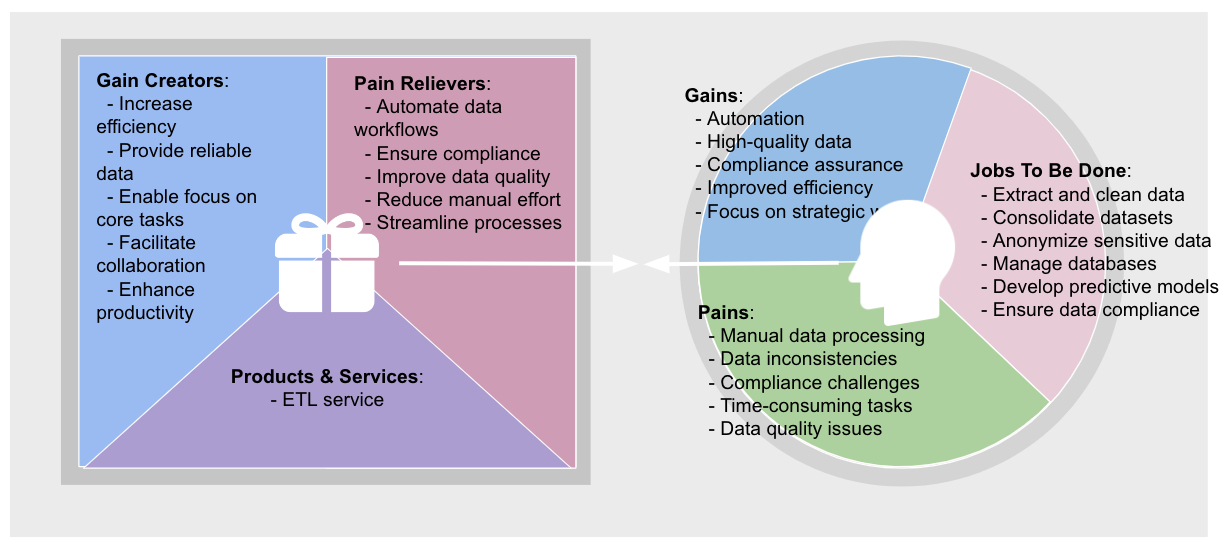 Gain Creators:
- Increase
efficiency
- Provide reliable
data
- Enable focus on
core tasks
- Facilitate
collaboration
- Enhance
productivity
Pain Relievers:
- Automate data
workflows
- Ensure compliance
- Improve data quality
- Reduce manual effort
- Streamline processes
Products & Services:
- ETL service
Gains:
- Automation
- High-quality data
- Compliance assurance
- Improved efficiency
- Focus on strategic
Jobs To Be Done:
- Extract and clean data
- Consolidate datasets
- Anonymize sensitive data
- Manage databases
- Develop predictive models
- Ensure data compliance
Pains:
- Manual data processing
- Data inconsistencies
- Compliance challenges
- Time-consuming tasks
- Data quality issues